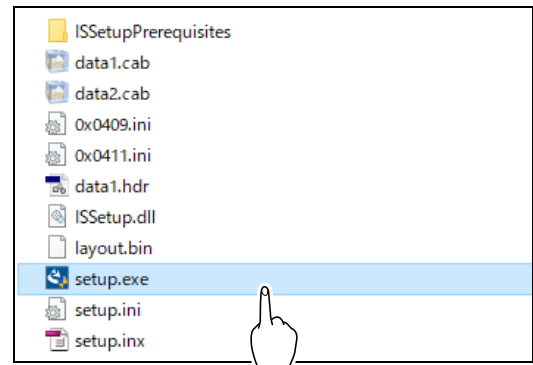 ISSetupPrerequisites
data1.cab
data2.cab
0x0409.ini
0x0411.ini
data1.hdr
ISSetup.dll
layout.bin
setup.exe
setup.ini
setup.inx